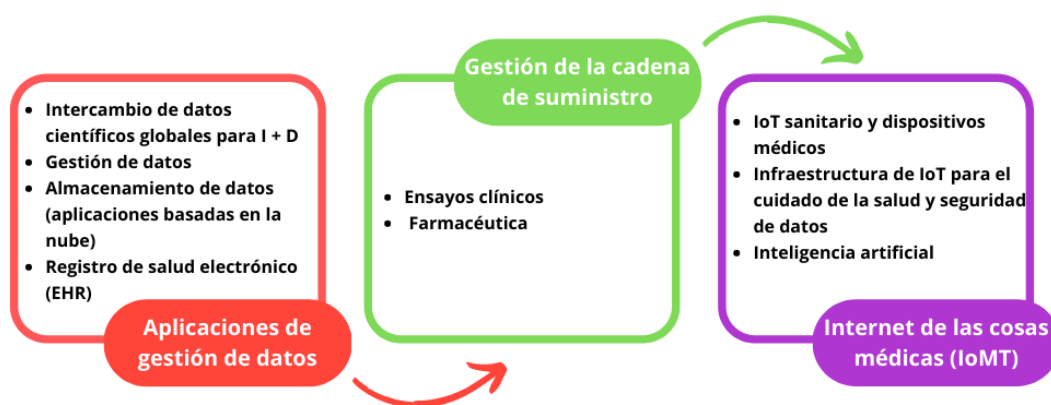 • Intercambio de datos
científicos globales para I + D
• Gestión de datos
• Almacenamiento de datos
(aplicaciones basadas en la
nube)
• Registro de salud electrónico
(EHR)
Aplicaciones de
gestión de datos
Gestión de la cadena
de suministro
• Ensayos clínicos
• Farmacéutica
• IoT sanitario y dispositivos
médicos
• Infraestructura de IoT para el
cuidado de la salud y seguridad
de datos
• Inteligencia artificial
Internet de las cosas
médicas (IoMT)